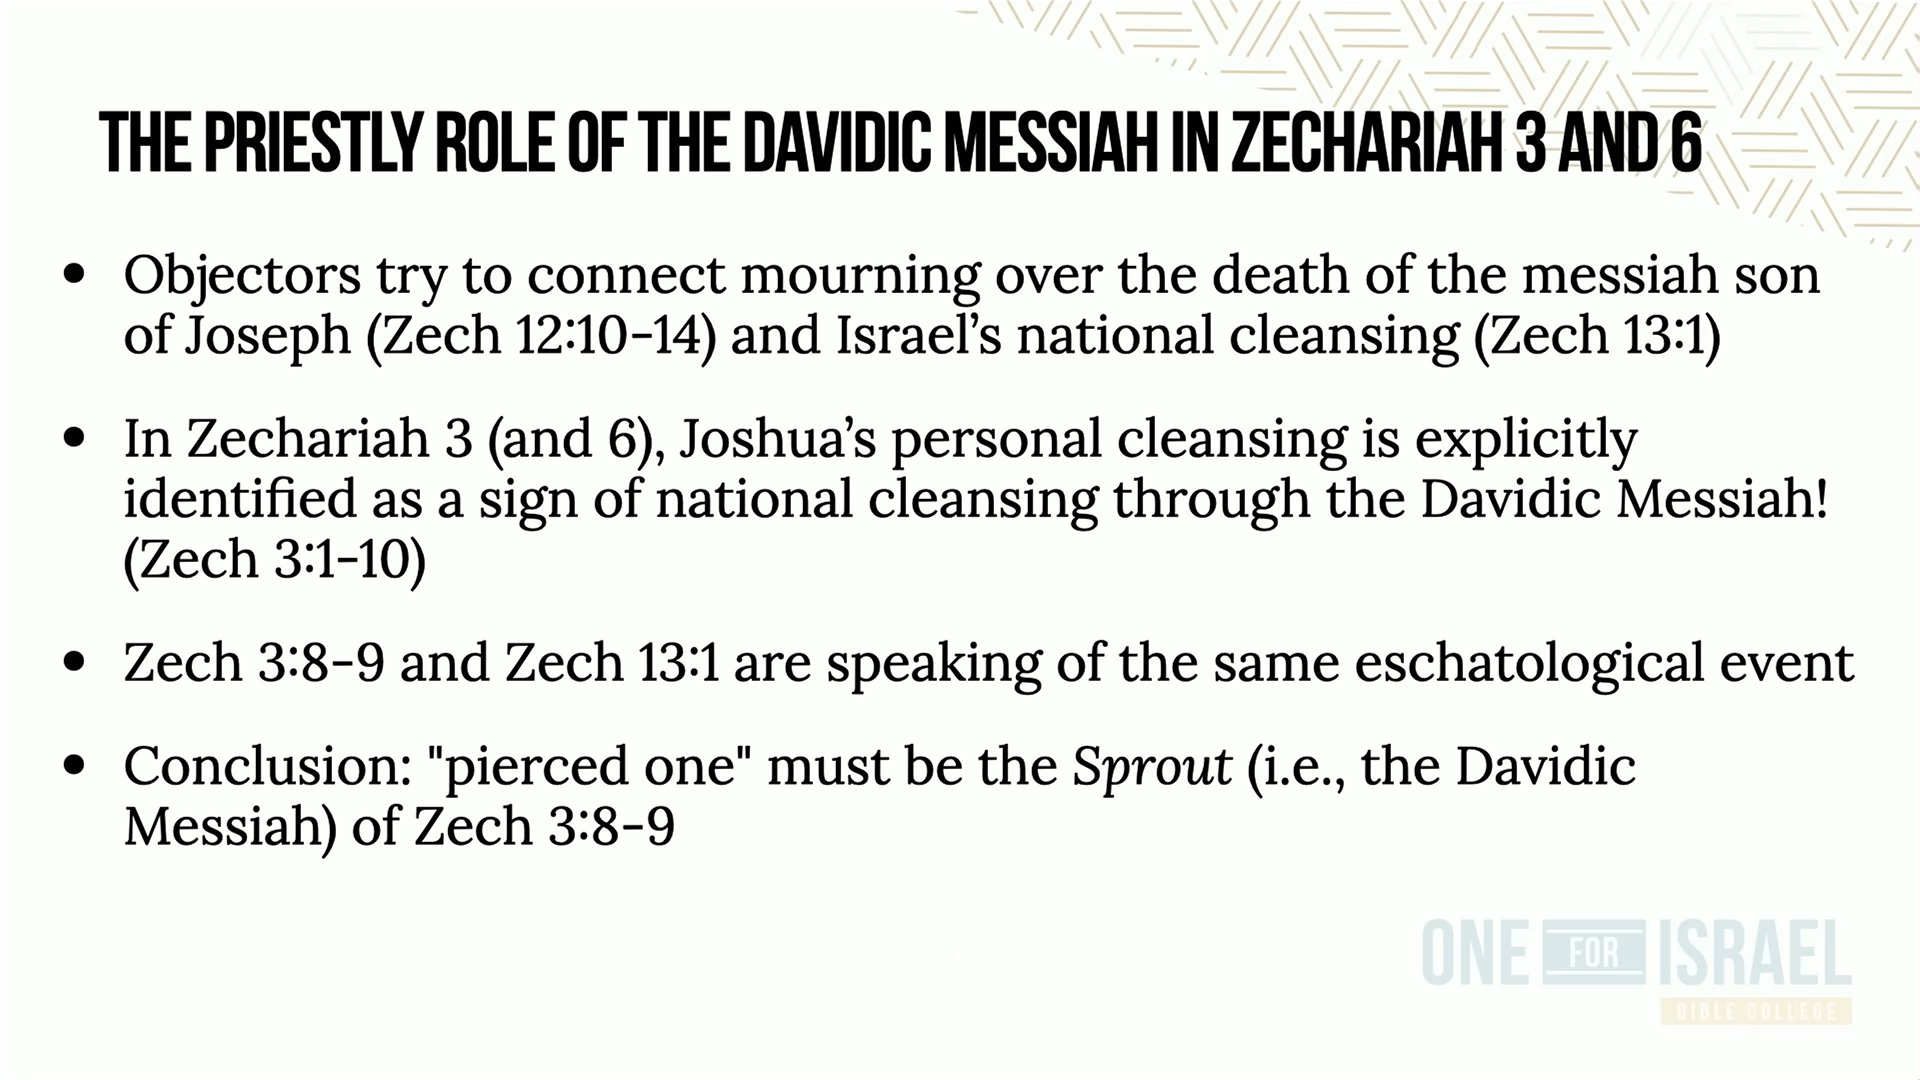 THE PRIESTLY ROLE OF THE DAVIDIC MESSIAH IN ZECHARIAH 3 AND 6
• Objectors try to connect mourning over the death of the messiah son
of Joseph (Zech 12:10-14) and Israel’s national cleansing (Zech 13:1)
• In Zechariah 3 (and 6), Joshua’s personal cleansing is explicitly
identified as a sign of national cleansing through the Davidic Messiah!
(Zech 3:1-10)
• Zech 3:8-9 and Zech 13:1 are speaking of the same eschatological event
• Conclusion: "pierced one" must be the Sprout (i.e., the Davidic
Messiah) of Zech 3:8-9
ONE FOR ISRAEL
BIBLE COLLEGE